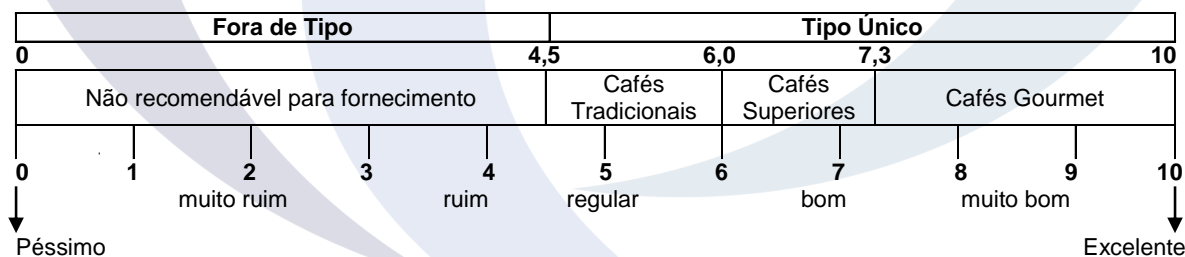 Fora de Tipo Tipo Único
0 4,5 6,0 7,3 10
Não recomendável para fornecimento Cafés Tradicionais Cafés Superiores Cafés Gourmet
0 1 2 3 4 5 6 7 8 9 10
muito ruim ruim regular bom muito bom
Péssimo Excelente